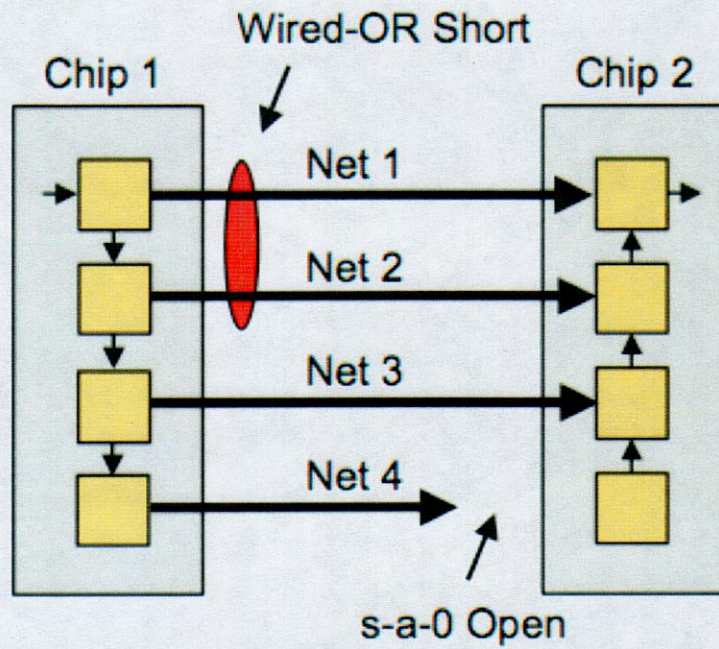 Wired-OR Short
Chip 1
Chip 2
Net 1
Net 2
Net 3
Net 4
s-a-0 Open